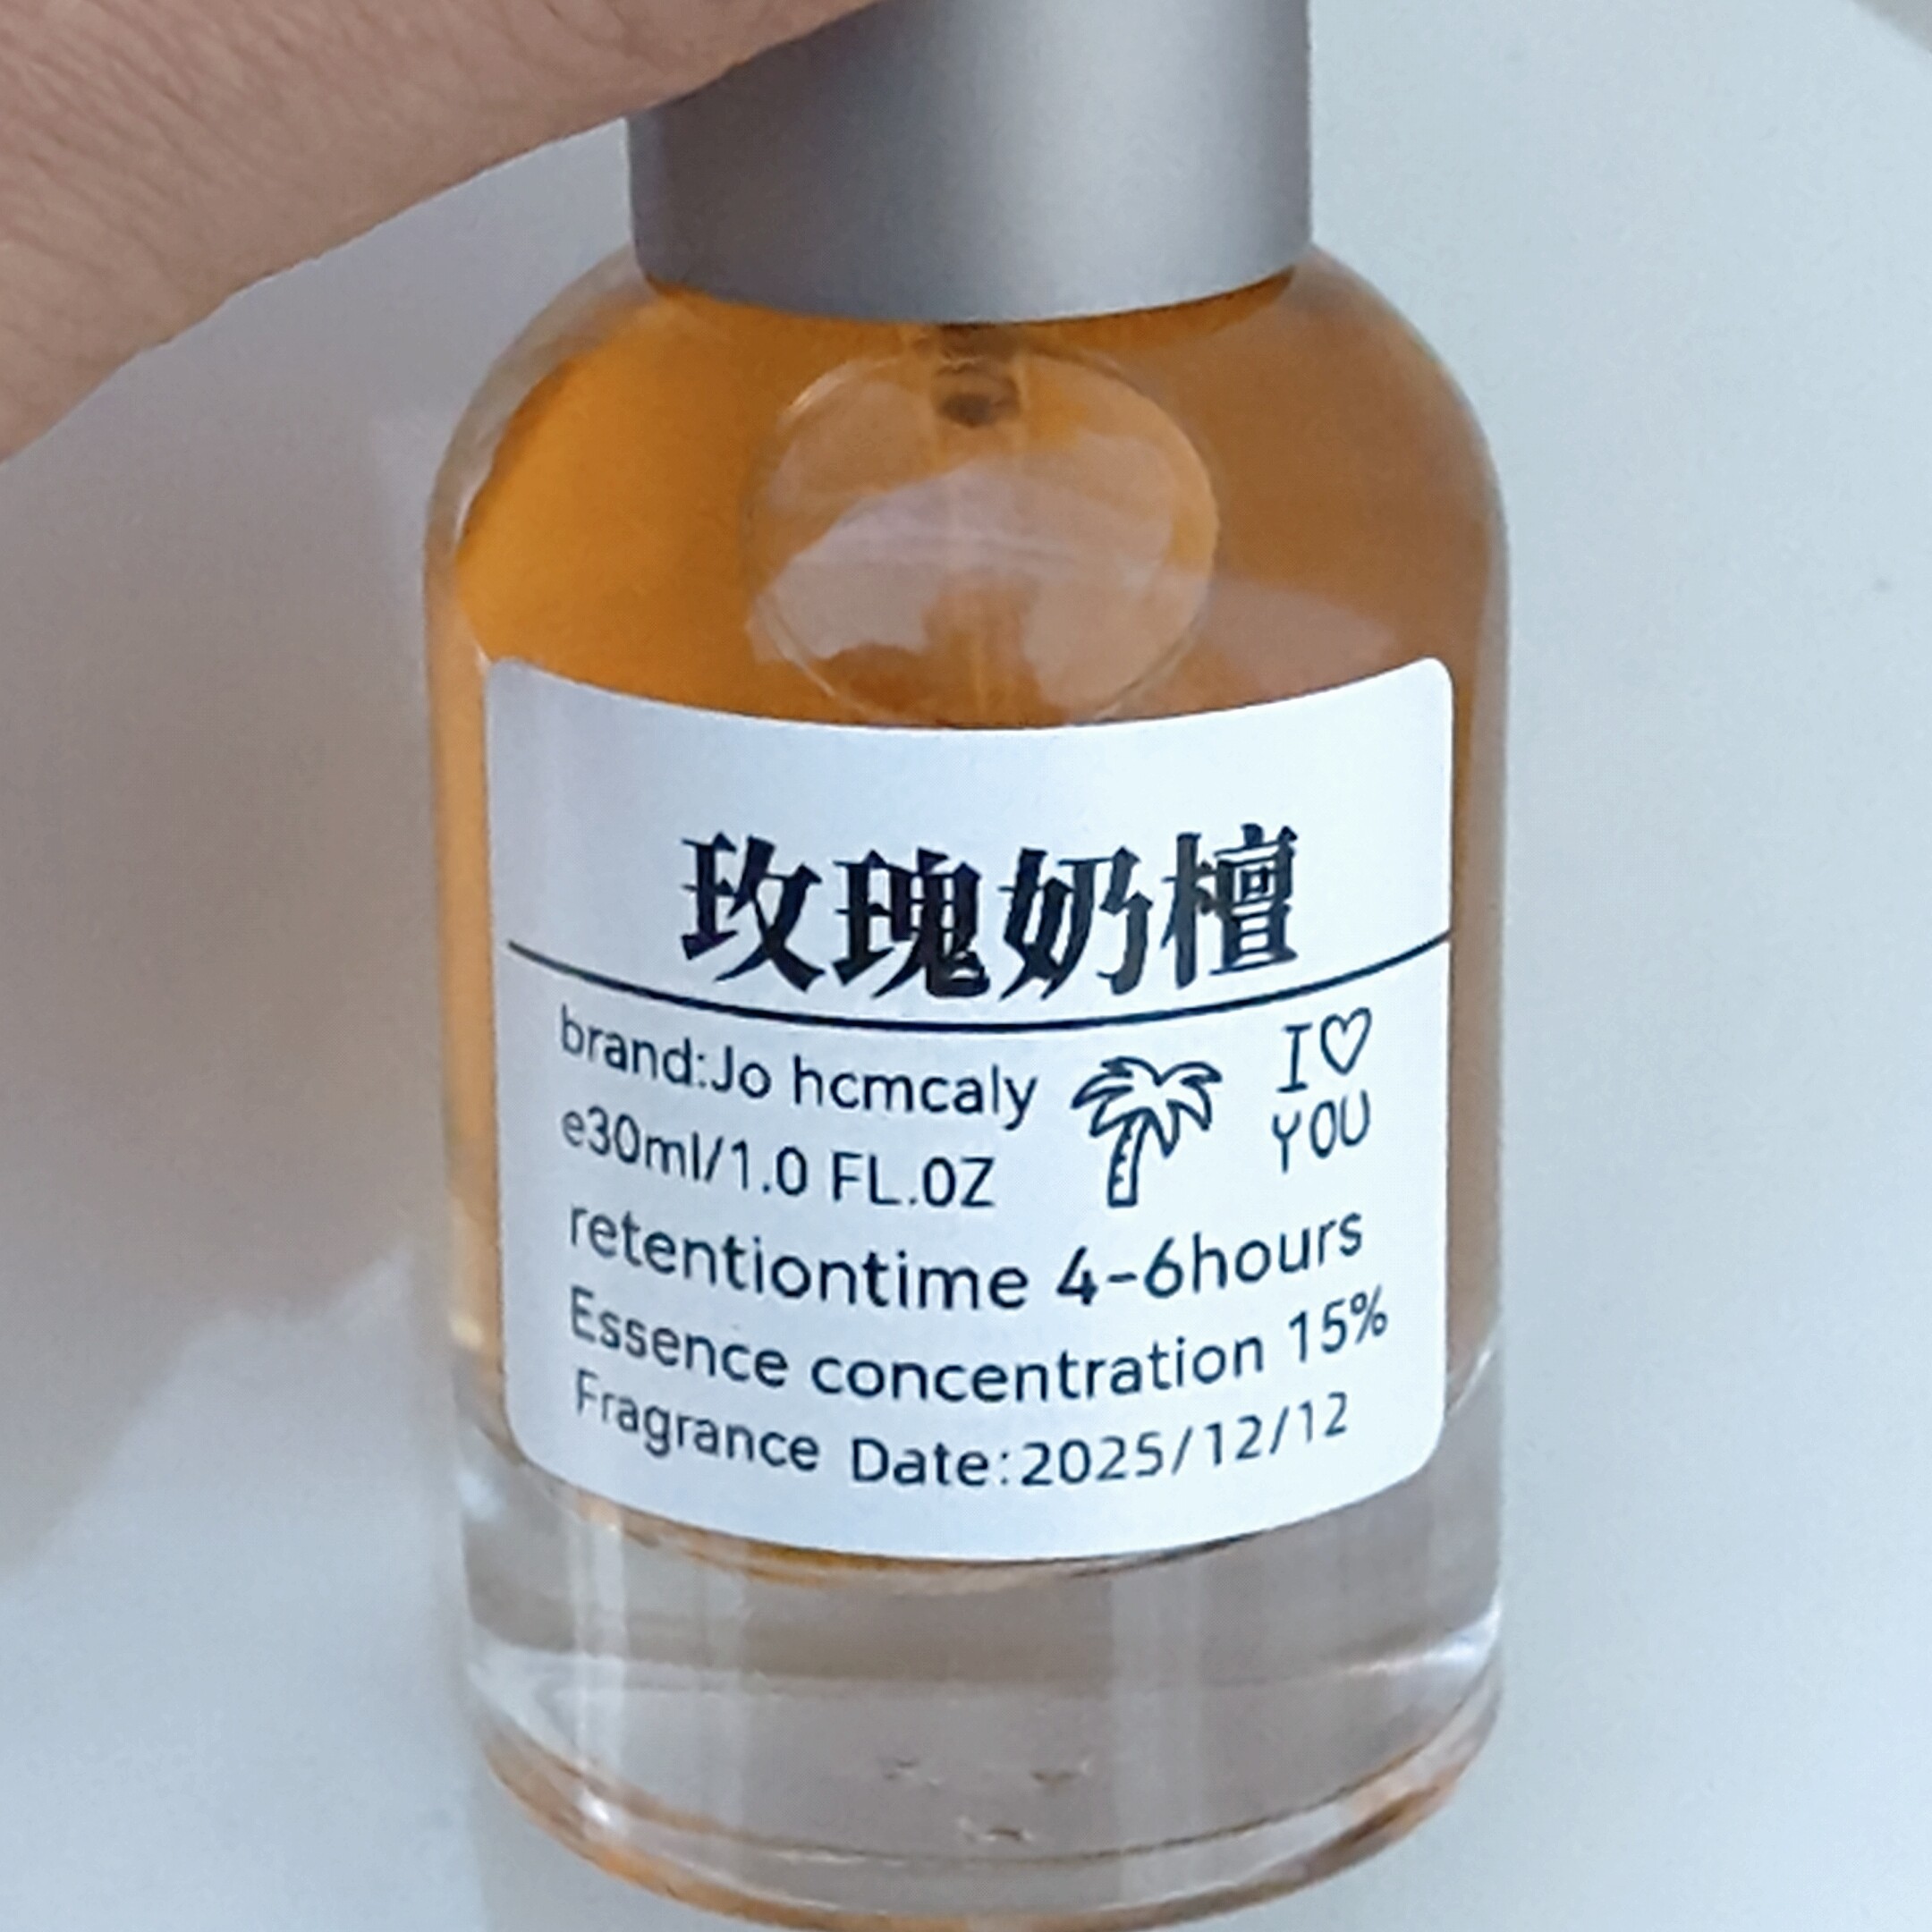 玫瑰奶檀
brand:Jo hcmcaly
I♡
YOU
e30ml/1.0 FL.OZ
retentiontime 4-6hours
Essence concentration 15%
Fragrance Date:2025/12/12